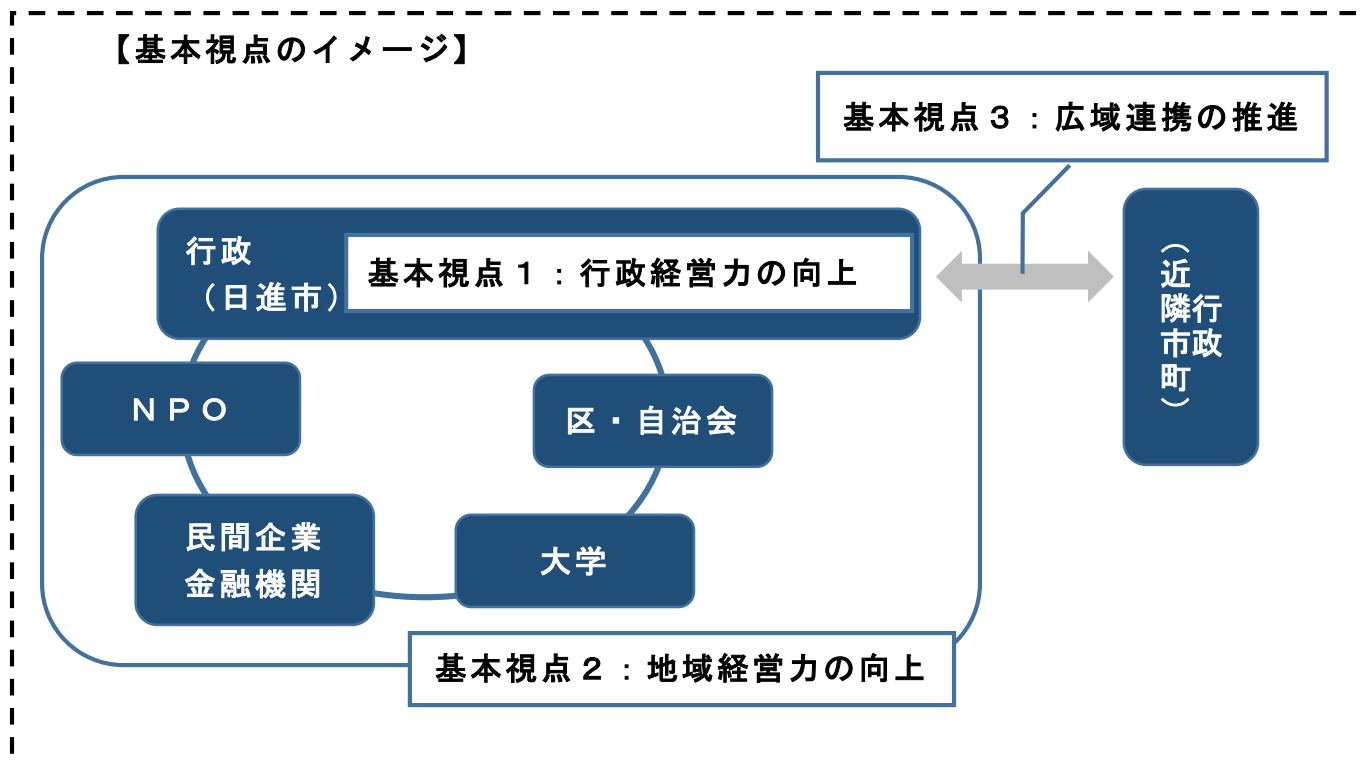 【基本視点のイメージ】
基本視点３：広域連携の推進
行政
（日進市）
基本視点１：行政経営力の向上
行政
（近隣市町）
ＮＰＯ
区・自治会
民間企業
金融機関
大学
基本視点２：地域経営力の向上